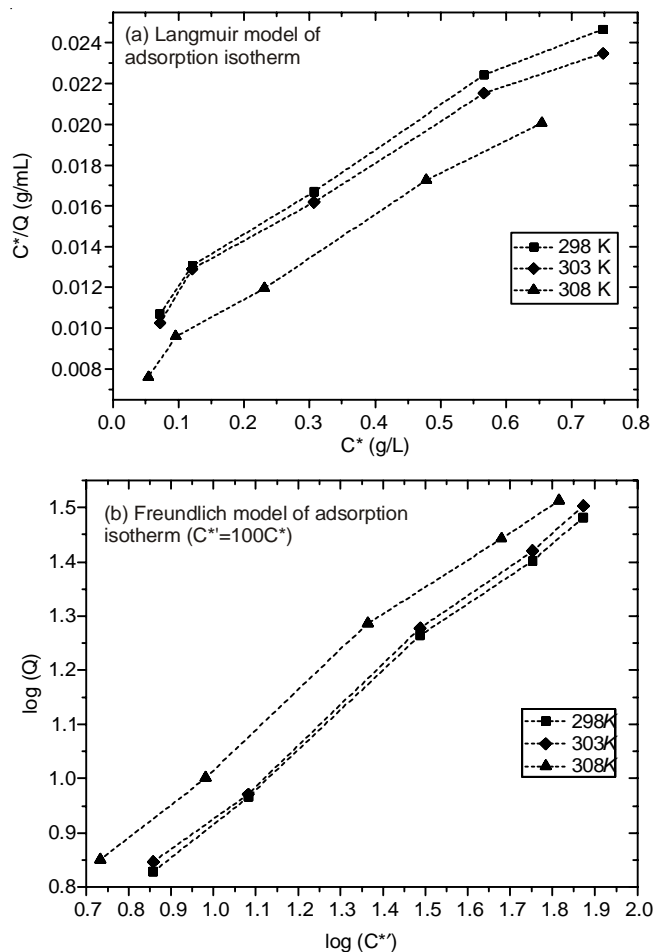 (a) Langmuir model of
adsorption isotherm
0.024
0.022
0.020
0.018
0.016
0.014
0.012
0.010
0.008
C*/Q (g/mL)
298 K
303 K
308 K
0.0 0.1 0.2 0.3 0.4 0.5 0.6 0.7 0.8
C* (g/L)
(b) Freundlich model of adsorption
isotherm (C*'=100C*)
1.5
1.4
1.3
1.2
1.1
1.0
0.9
0.8
log (Q)
298K
303K
308K
0.7 0.8 0.9 1.0 1.1 1.2 1.3 1.4 1.5 1.6 1.7 1.8 1.9 2.0
log (C*')